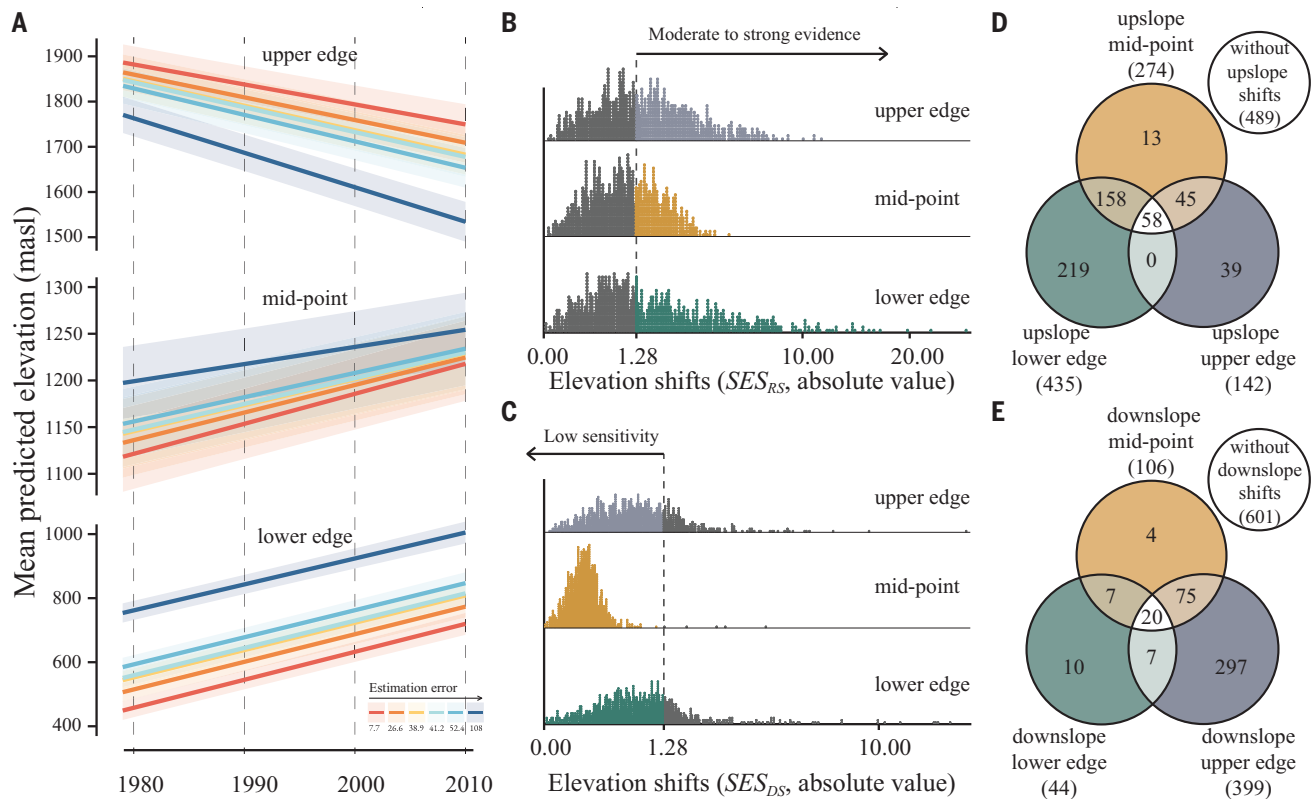 A
Mean predicted elevation (masl)
upper edge
1900
1800
1700
1600
1500
mid-point
1300
1250
1200
1150
1100
lower edge
1000
800
600
400
Estimation error
7.7 26.6 38.9 41.2 52.4 108
1980 1990 2000 2010
B
Moderate to strong evidence
upper edge
mid-point
lower edge
0.00 1.28 10.00 20.00
Elevation shifts (SES_RS, absolute value)
C
Low sensitivity
upper edge
mid-point
lower edge
0.00 1.28 10.00
Elevation shifts (SES_DS, absolute value)
D
upslope
mid-point
(274)
without
upslope
shifts
(489)
13
158 45
58
219 0 39
upslope
lower edge
(435)
upslope
upper edge
(142)
E
downslope
mid-point
(106)
without
downslope
shifts
(601)
4
7 75
20
10 7 297
downslope
lower edge
(44)
downslope
upper edge
(399)